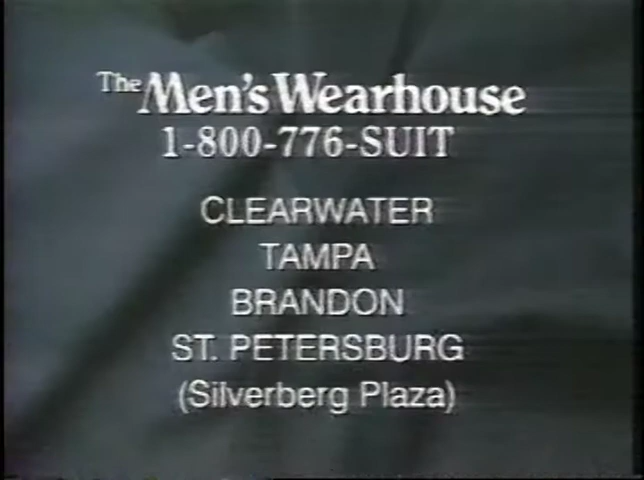 The Men's Wearhouse
1-800-776-SUIT
CLEARWATER
TAMPA
BRANDON
ST. PETERSBURG
(Silverberg Plaza)